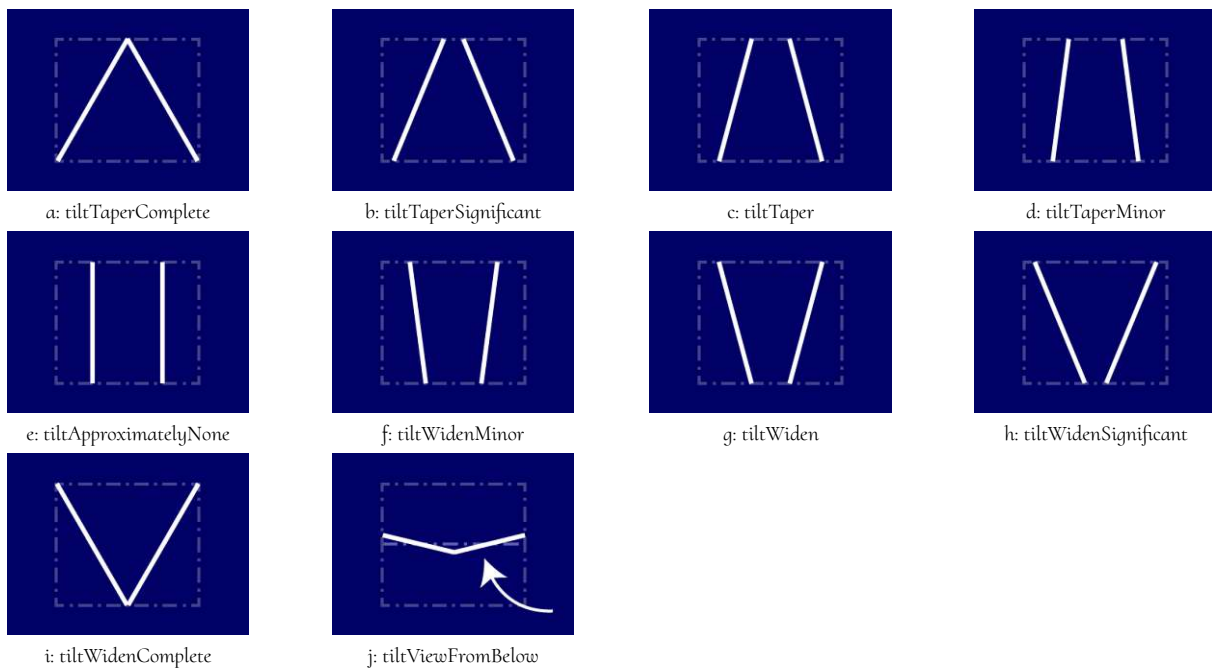 a: tiltTaperComplete
b: tiltTaperSignificant
c: tiltTaper
d: tiltTaperMinor
e: tiltApproximatelyNone
f: tiltWidenMinor
g: tiltWiden
h: tiltWidenSignificant
i: tiltWidenComplete
j: tiltViewFromBelow